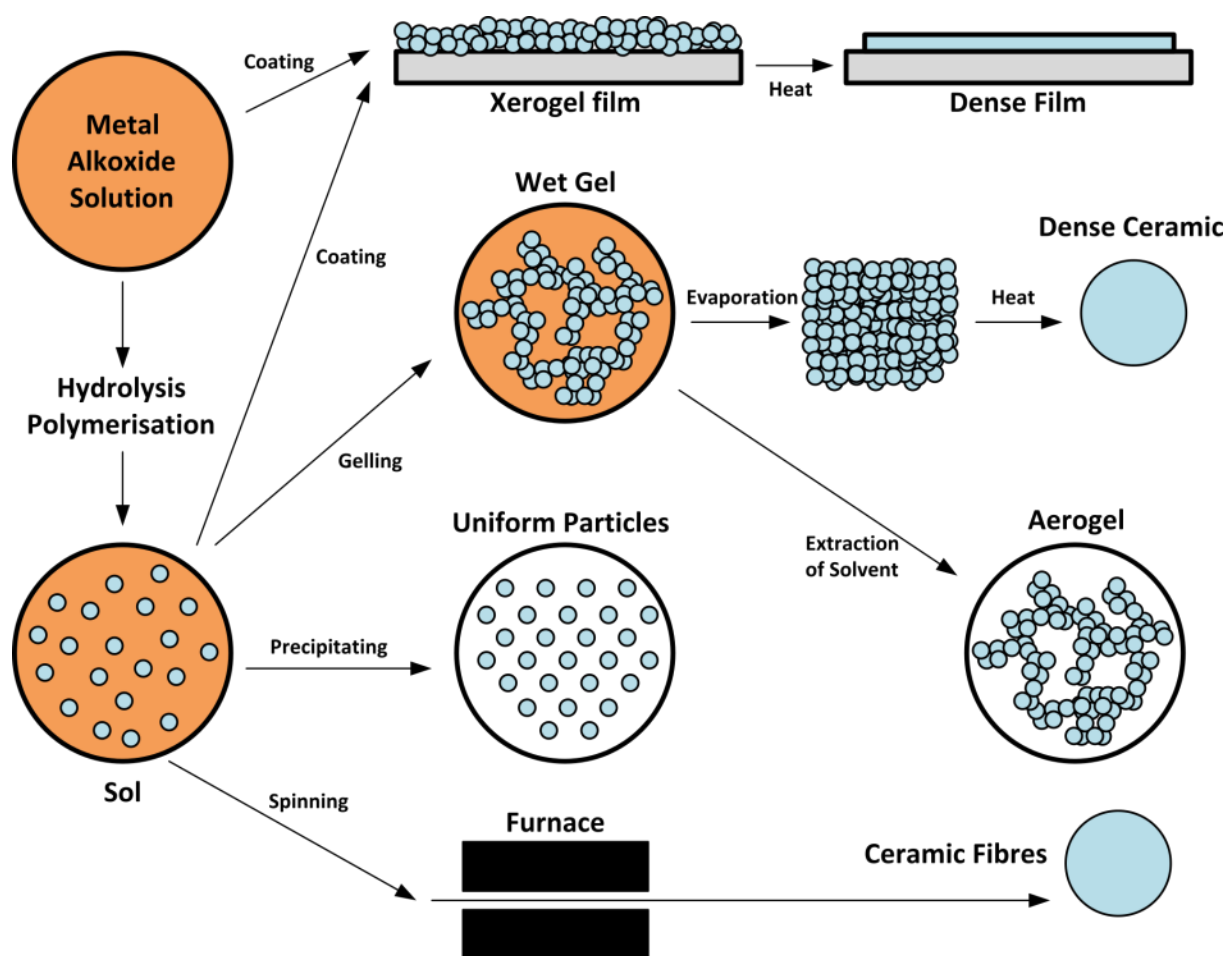 Coating
Metal
Alkoxide
Solution
Xerogel film
Heat
Dense Film
Coating
Wet Gel
Dense Ceramic
Evaporation
Heat
Hydrolysis
Polymerisation
Gelling
Uniform Particles
Extraction
of Solvent
Aerogel
Precipitating
Sol
Spinning
Furnace
Ceramic Fibres